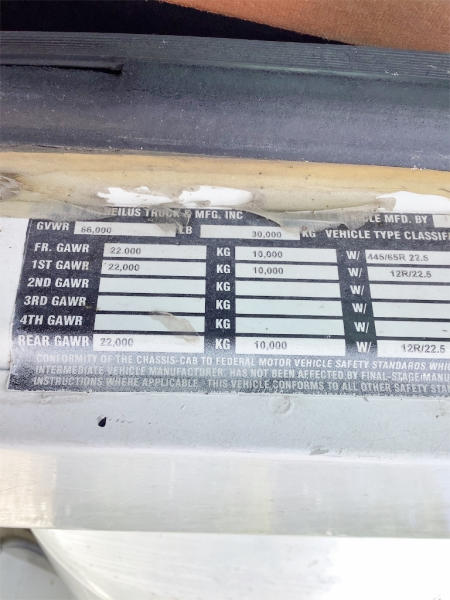 EILUS TRUCK & MFG, INC VEHICLE MFD. BY
GVWR 66,000 LB 30,000 KG VEHICLE TYPE CLASSIF
FR. GAWR 22.000 KG 10,000 W/ 445/65R 22.5
1ST GAWR 22,000 KG 10,000 W/ 12R/22.5
2ND GAWR KG W/
3RD GAWR KG W/
4TH GAWR KG W/
REAR GAWR 22,000 KG 10,000 W/ 12R/22.5
CONFORMITY OF THE CHASSIS-CAB TO FEDERAL MOTOR VEHICLE SAFETY STANDARDS WHI
INTERMEDIATE VEHICLE MANUFACTURER, HAS NOT BEEN AFFECTED BY FINAL-STAGE MANU
INSTRUCTIONS WHERE APPLICABLE. THIS VEHICLE CONFORMS TO ALL OTHER SAFETY STA